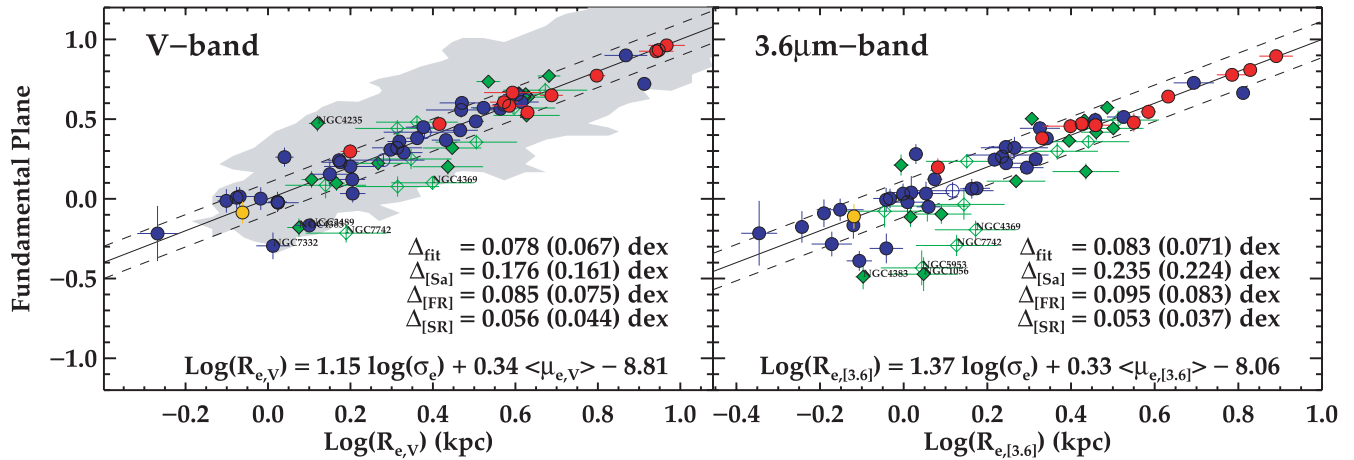 V−band
1.0
0.5
0.0
−0.5
−1.0
Fundamental Plane
NGC4235
NGC4369
NGC7742
NGC7332
Δfit = 0.078 (0.067) dex
Δ[Sa] = 0.176 (0.161) dex
Δ[FR] = 0.085 (0.075) dex
Δ[SR] = 0.056 (0.044) dex
Log(Re,V) = 1.15 log(σe) + 0.34 <μe,V> − 8.81
−0.2 0.0 0.2 0.4 0.6 0.8 1.0
Log(Re,V) (kpc)
3.6μm−band
NGC4369
NGC7742
NGC5953
NGC4383
NGC1056
Δfit = 0.083 (0.071) dex
Δ[Sa] = 0.235 (0.224) dex
Δ[FR] = 0.095 (0.083) dex
Δ[SR] = 0.053 (0.037) dex
Log(Re,[3.6]) = 1.37 log(σe) + 0.33 <μe,[3.6]> − 8.06
−0.4 −0.2 0.0 0.2 0.4 0.6 0.8 1.0
Log(Re,[3.6]) (kpc)